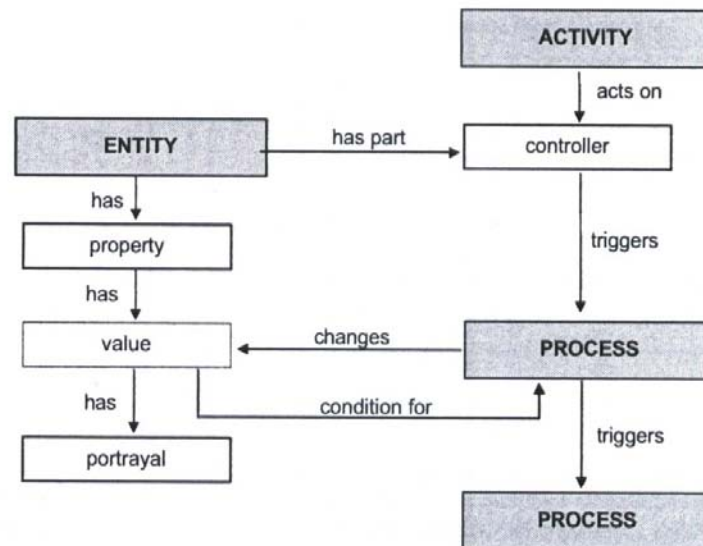 ACTIVITY
acts on
ENTITY
has part
controller
has
property
triggers
has
value
changes
PROCESS
has
condition for
triggers
portrayal
PROCESS